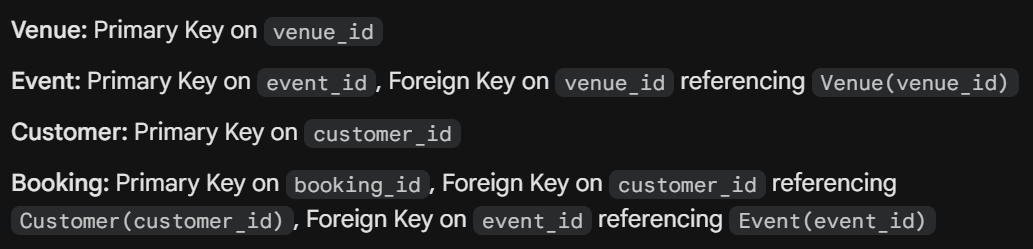 Venue: Primary Key on venue_id
Event: Primary Key on event_id, Foreign Key on venue_id referencing Venue(venue_id)
Customer: Primary Key on customer_id
Booking: Primary Key on booking_id, Foreign Key on customer_id referencing
Customer(customer_id), Foreign Key on event_id referencing Event(event_id)